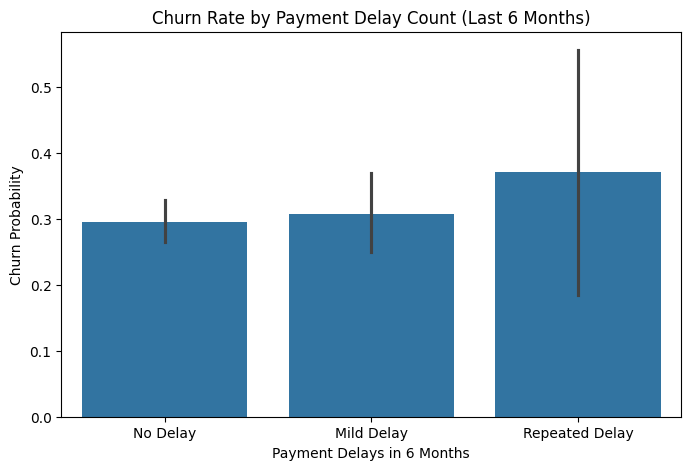 Churn Rate by Payment Delay Count (Last 6 Months)
0.5
0.4
0.3
0.2
0.1
0.0
Churn Probability
No Delay
Mild Delay
Repeated Delay
Payment Delays in 6 Months